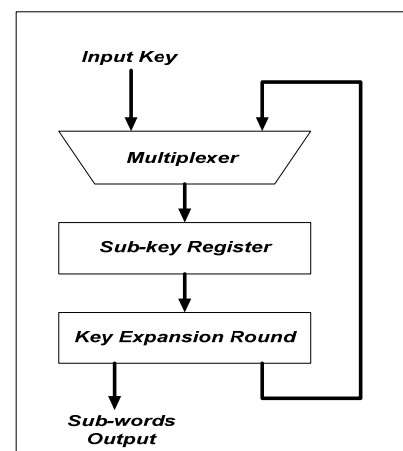 Input Key
Multiplexer
Sub-key Register
Key Expansion Round
Sub-words
Output